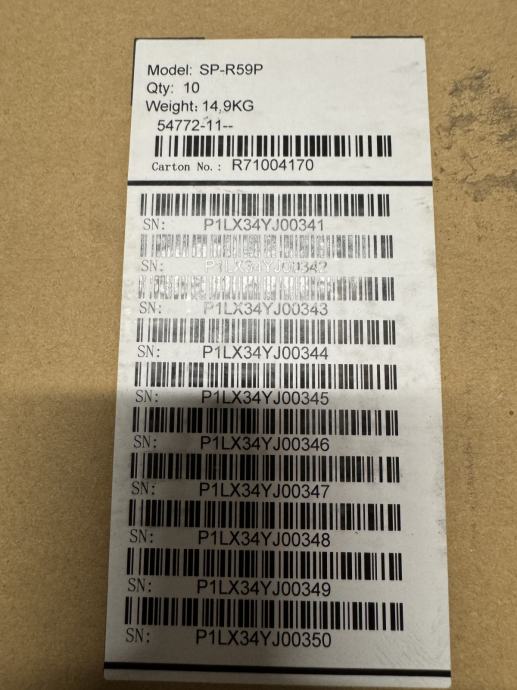 Model: SP-R59P
Qty: 10
Weight: 14.9KG
54772-11--
Carton No.: R71004170
SN: P1LX34YJ00341
SN: P1LX34YJ00342
SN: P1LX34YJ00343
SN: P1LX34YJ00344
SN: P1LX34YJ00345
SN: P1LX34YJ00346
SN: P1LX34YJ00347
SN: P1LX34YJ00348
SN: P1LX34YJ00349
SN: P1LX34YJ00350